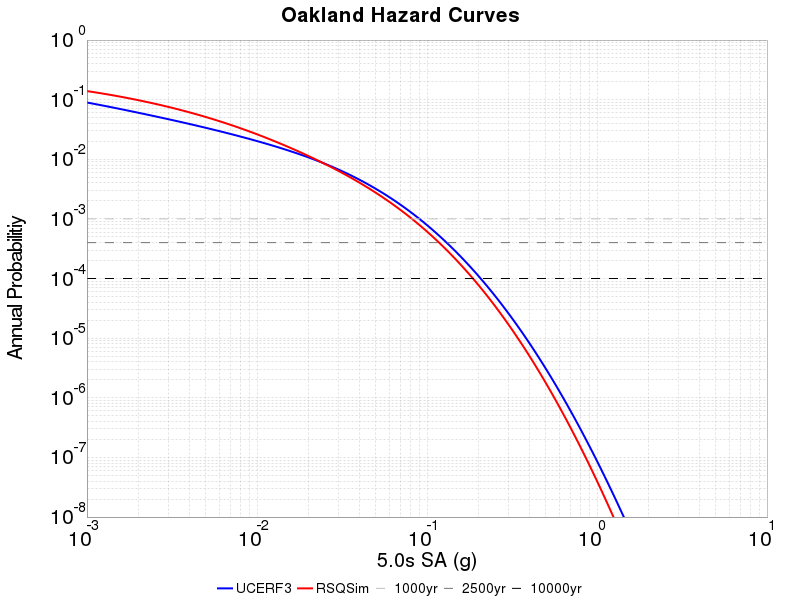 Oakland Hazard Curves
10^0
10^-1
10^-2
10^-3
10^-4
10^-5
10^-6
10^-7
10^-8
Annual Probability
10^-3 10^-2 10^-1 10^0 10^1
5.0s SA (g)
UCERF3 RSQSim 1000yr 2500yr 10000yr